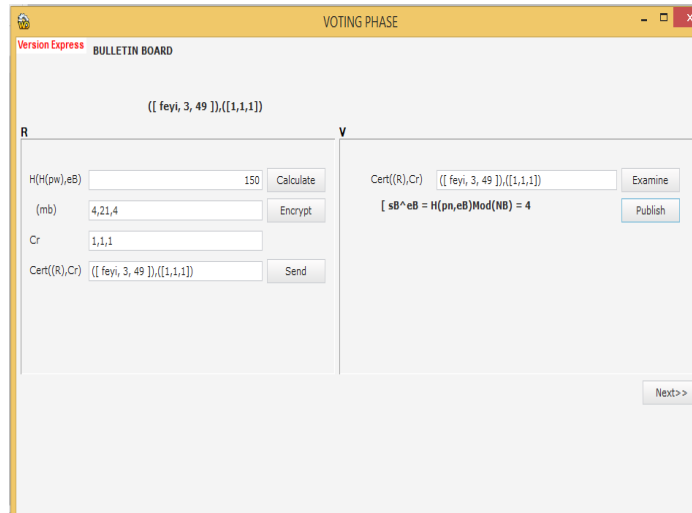 VOTING PHASE
Version Express
BULLETIN BOARD
([ feyi, 3, 49 ]),([1,1,1])
R
V
H(H(pw),eB) 150 Calculate
(mb) 4,21,4 Encrypt
Cr 1,1,1
Cert((R),Cr) ([ feyi, 3, 49 ]),([1,1,1]) Send
Cert((R),Cr) ([ feyi, 3, 49 ]),([1,1,1]) Examine
[ sB^eB = H(pn,eB)Mod(NB) = 4
Publish
Next>>